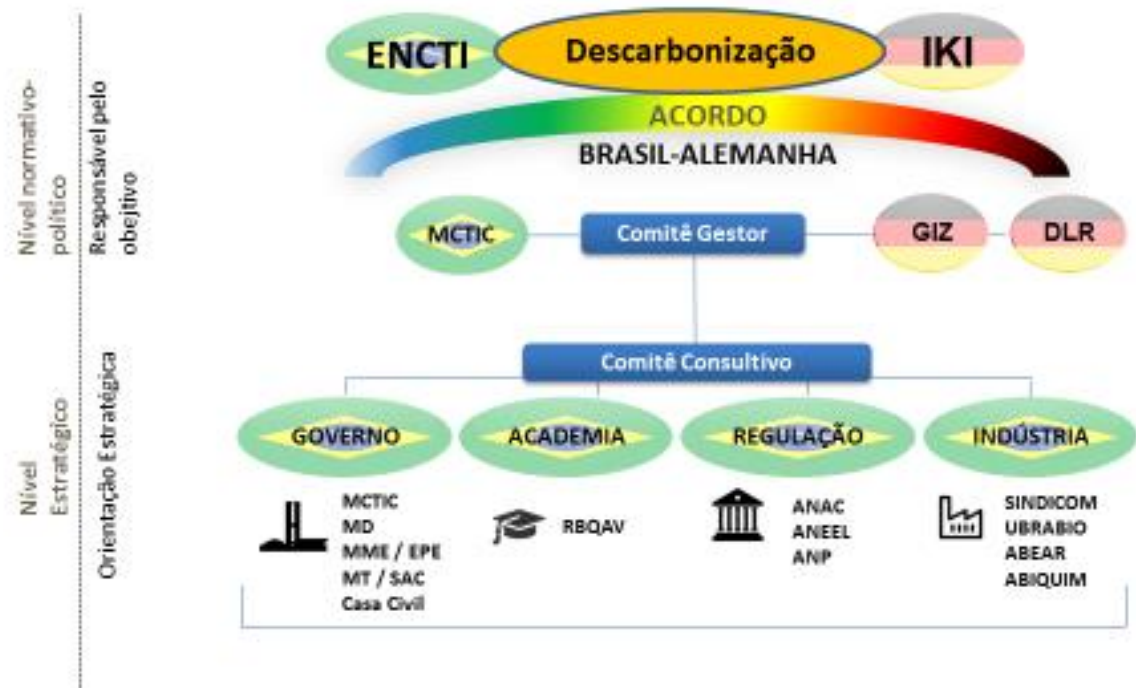 ENCTI
Descarbonização
IKI
ACORDO
BRASIL-ALEMANHA
Nível normativo-
político
Responsável pelo
obejtivo
MCTIC
Comitê Gestor
GIZ
DLR
Nível
Estratégico
Orientação Estratégica
Comitê Consultivo
GOVERNO
ACADEMIA
REGULAÇÃO
INDÚSTRIA
MCTIC
MD
MME / EPE
MT / SAC
Casa Civil
RBQAV
ANAC
ANEEL
ANP
SINDICOM
UBRABIO
ABEAR
ABIQUIM